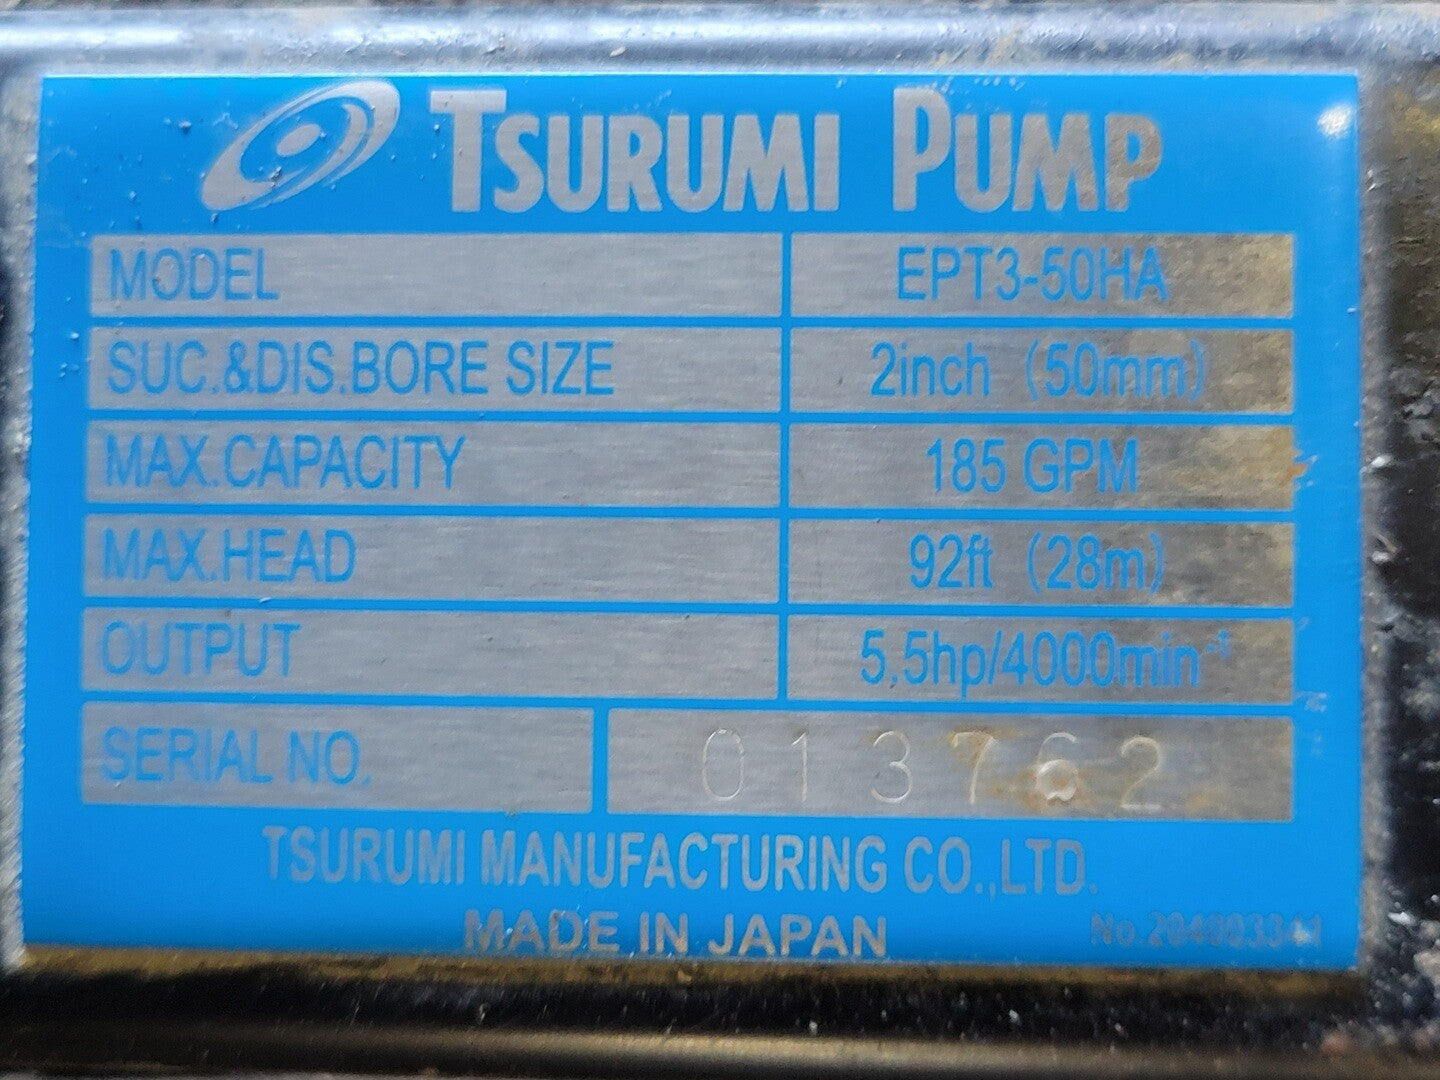 TSURUMI PUMP
MODEL EPT3-50HA
SUC.&DIS.BORE SIZE 2inch (50mm)
MAX.CAPACITY 185 GPM
MAX.HEAD 92ft (28m)
OUTPUT 5.5hp/4000min⁻¹
SERIAL NO. 013762
TSURUMI MANUFACTURING CO.,LTD.
MADE IN JAPAN
No.